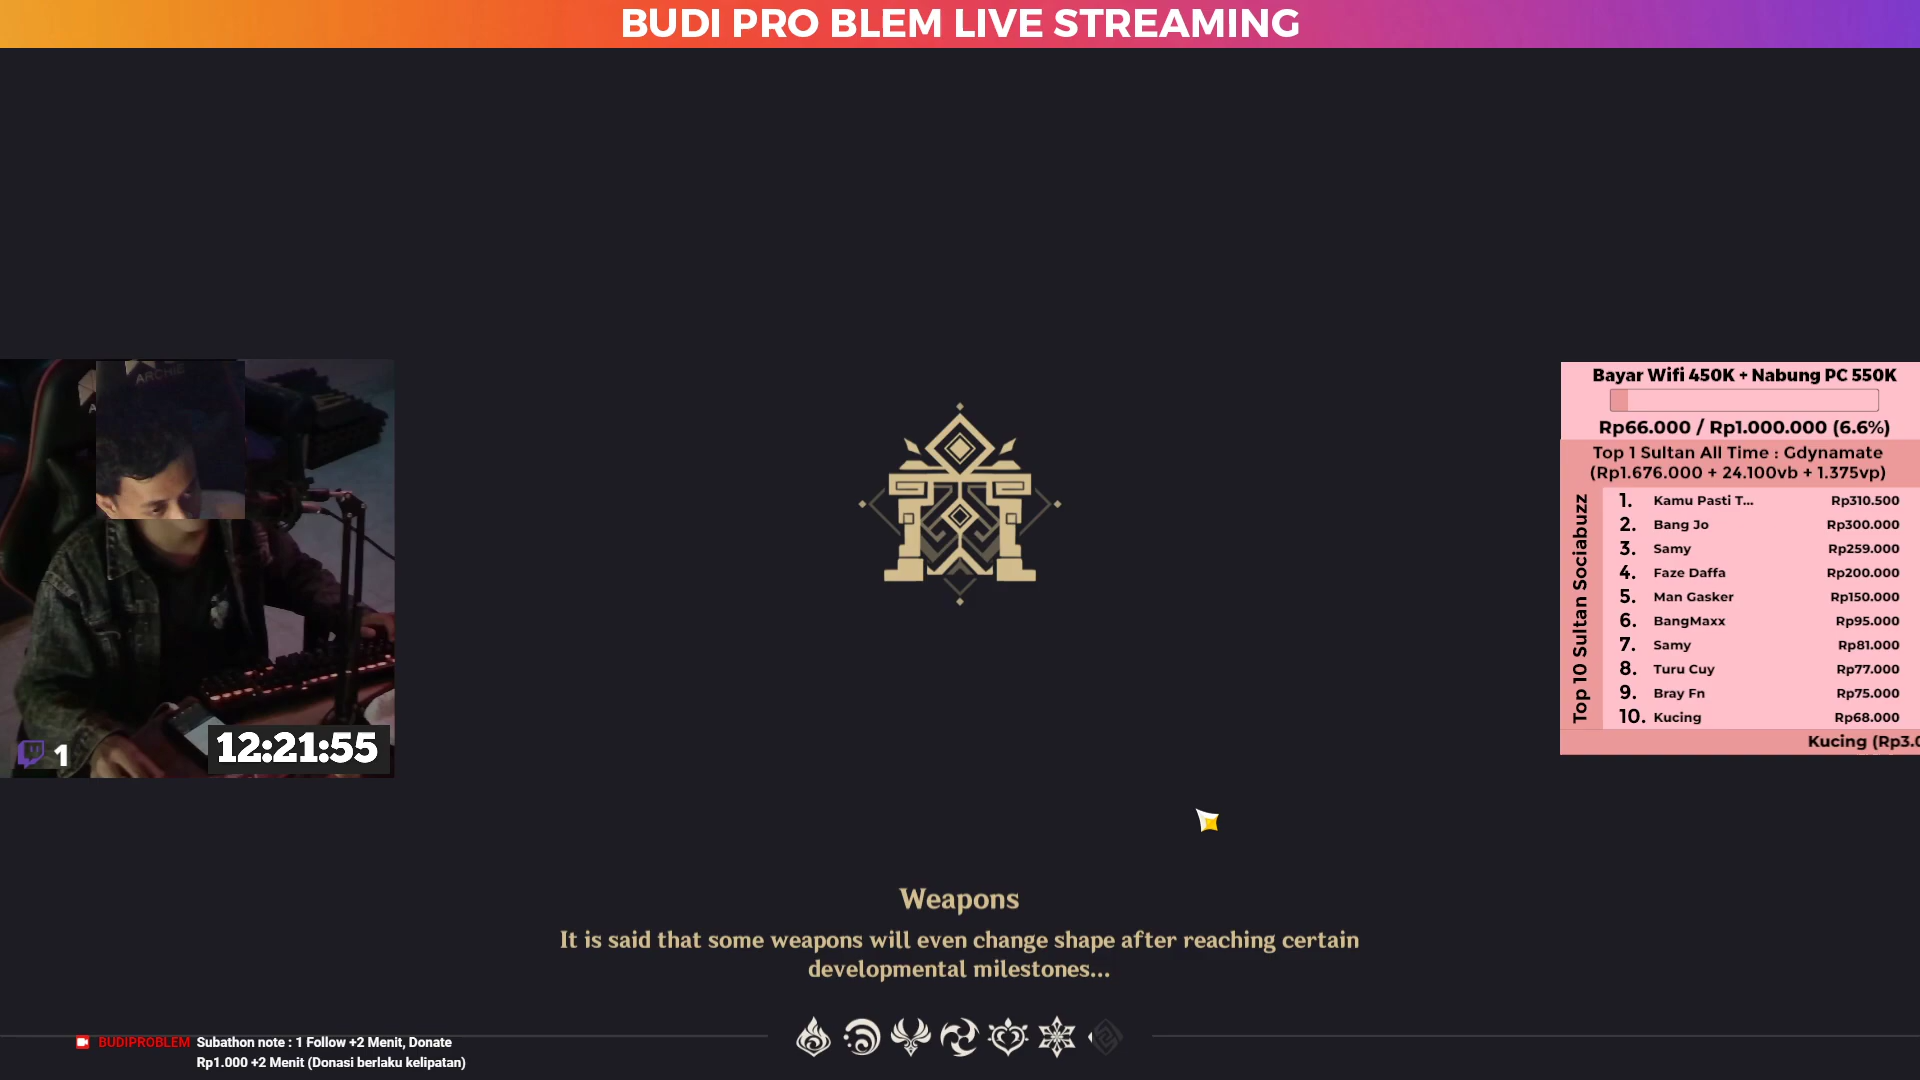 BUDI PRO BLEM LIVE STREAMING
ARCHIE
1
12:21:55
Bayar Wifi 450K + Nabung PC 550K
Rp66.000 / Rp1.000.000 (6.6%)
Top 1 Sultan All Time : Gdynamate
(Rp1.676.000 + 24.100vb + 1.375vp)
Top 10 Sultan Sociabuzz
1. Kamu Pasti T... Rp310.500
2. Bang Jo Rp300.000
3. Samy Rp259.000
4. Faze Daffa Rp200.000
5. Man Gasker Rp150.000
6. BangMaxx Rp95.000
7. Samy Rp81.000
8. Turu Cuy Rp77.000
9. Bray Fn Rp75.000
10. Kucing Rp68.000
Kucing (Rp3.0
Weapons
It is said that some weapons will even change shape after reaching certain
developmental milestones...
BUDIPROBLEM Subathon note : 1 Follow +2 Menit, Donate
Rp1.000 +2 Menit (Donasi berlaku kelipatan)